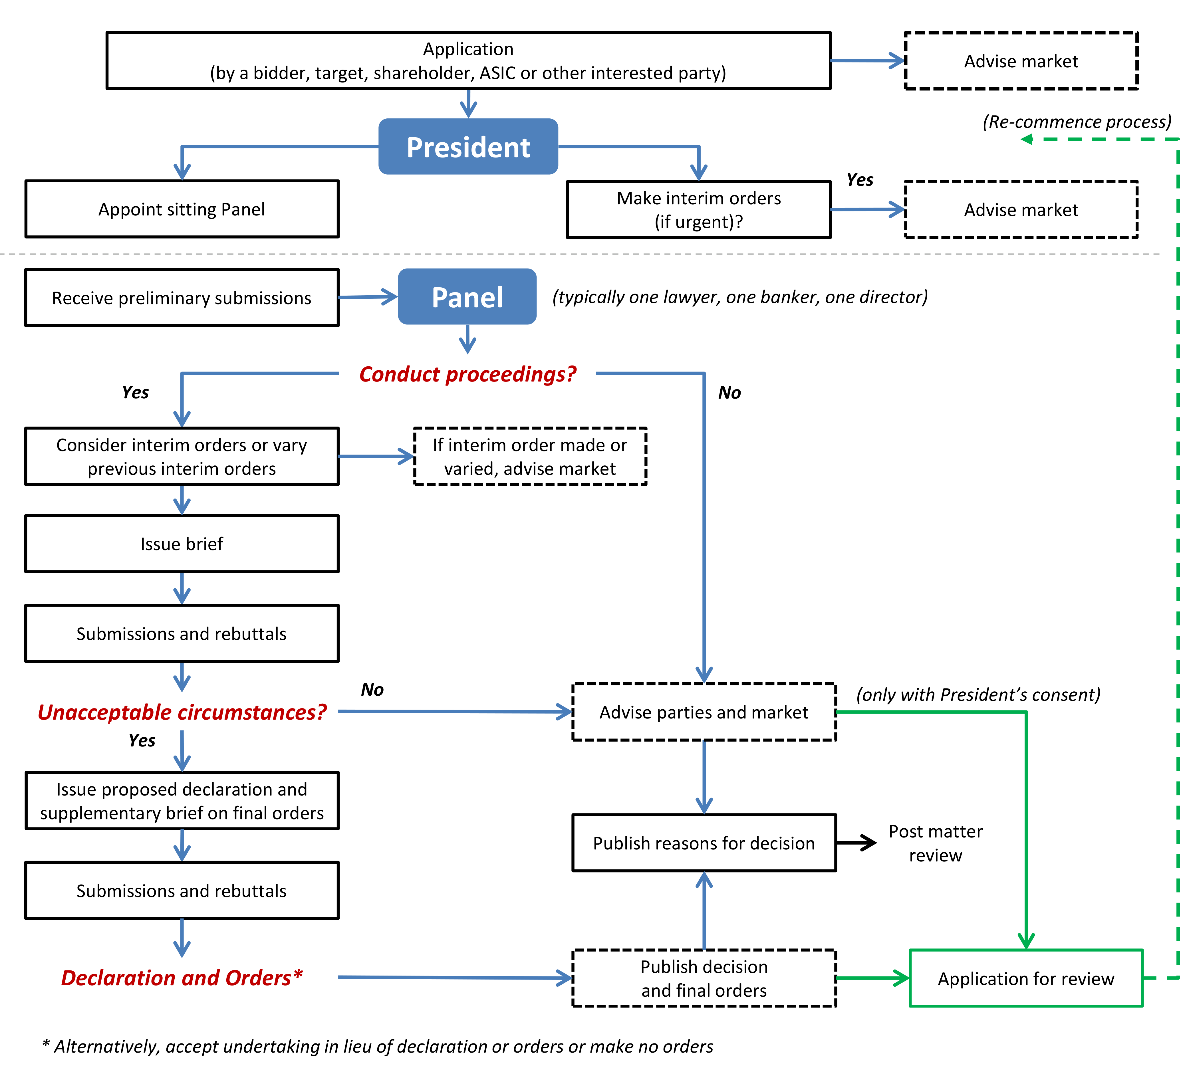 Application
(by a bidder, target, shareholder, ASIC or other interested party)
Advise market
(Re-commence process)
President
Appoint sitting Panel
Make interim orders
(if urgent)?
Yes
Advise market
Receive preliminary submissions
Panel
(typically one lawyer, one banker, one director)
Conduct proceedings?
Yes
No
Consider interim orders or vary
previous interim orders
If interim order made or
varied, advise market
Issue brief
Submissions and rebuttals
Unacceptable circumstances?
No
Yes
Advise parties and market
(only with President’s consent)
Issue proposed declaration and
supplementary brief on final orders
Publish reasons for decision
Post matter
review
Submissions and rebuttals
Declaration and Orders*
Publish decision
and final orders
Application for review
* Alternatively, accept undertaking in lieu of declaration or orders or make no orders